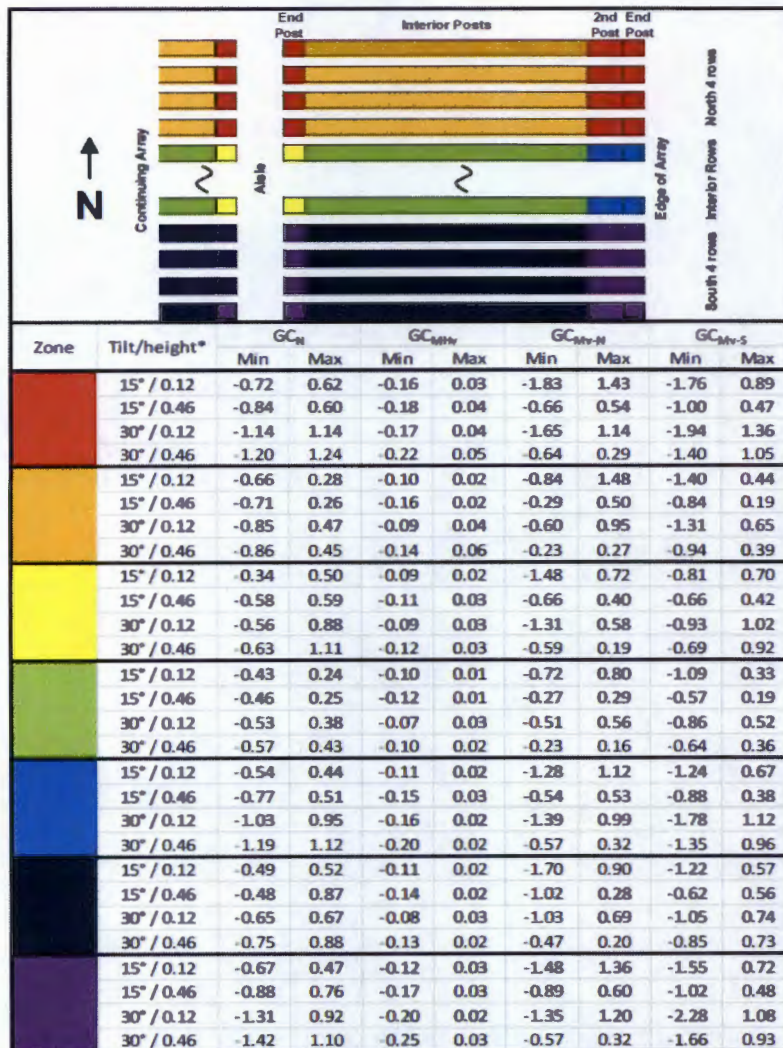 End Post
Interior Posts
2nd Post
End Post
North 4 rows
Interior Rows
South 4 rows
Edge of Array
Aisle
Continuing Array
N
Zone Tilt/height* GCN GCMHv GCMv-N GCMv-S
Min Max Min Max Min Max Min Max
15° / 0.12 -0.72 0.62 -0.16 0.03 -1.83 1.43 -1.76 0.89
15° / 0.46 -0.84 0.60 -0.18 0.04 -0.66 0.54 -1.00 0.47
30° / 0.12 -1.14 1.14 -0.17 0.04 -1.65 1.14 -1.94 1.36
30° / 0.46 -1.20 1.24 -0.22 0.05 -0.64 0.29 -1.40 1.05
15° / 0.12 -0.66 0.28 -0.10 0.02 -0.84 1.48 -1.40 0.44
15° / 0.46 -0.71 0.26 -0.16 0.02 -0.29 0.50 -0.84 0.19
30° / 0.12 -0.85 0.47 -0.09 0.04 -0.60 0.95 -1.31 0.65
30° / 0.46 -0.86 0.45 -0.14 0.06 -0.23 0.27 -0.94 0.39
15° / 0.12 -0.34 0.50 -0.09 0.02 -1.48 0.72 -0.81 0.70
15° / 0.46 -0.58 0.59 -0.11 0.03 -0.66 0.40 -0.66 0.42
30° / 0.12 -0.56 0.88 -0.09 0.03 -1.31 0.58 -0.93 1.02
30° / 0.46 -0.63 1.11 -0.12 0.03 -0.59 0.19 -0.69 0.92
15° / 0.12 -0.43 0.24 -0.10 0.01 -0.72 0.80 -1.09 0.33
15° / 0.46 -0.46 0.25 -0.12 0.01 -0.27 0.29 -0.57 0.19
30° / 0.12 -0.53 0.38 -0.07 0.03 -0.51 0.56 -0.86 0.52
30° / 0.46 -0.57 0.43 -0.10 0.02 -0.23 0.16 -0.64 0.36
15° / 0.12 -0.54 0.44 -0.11 0.02 -1.28 1.12 -1.24 0.67
15° / 0.46 -0.77 0.51 -0.15 0.03 -0.54 0.53 -0.88 0.38
30° / 0.12 -1.03 0.95 -0.16 0.02 -1.39 0.99 -1.78 1.12
30° / 0.46 -1.19 1.12 -0.20 0.02 -0.57 0.32 -1.35 0.96
15° / 0.12 -0.49 0.52 -0.11 0.02 -1.70 0.90 -1.22 0.57
15° / 0.46 -0.48 0.87 -0.14 0.02 -1.02 0.28 -0.62 0.56
30° / 0.12 -0.65 0.67 -0.08 0.03 -1.03 0.69 -1.05 0.74
30° / 0.46 -0.75 0.88 -0.13 0.02 -0.47 0.20 -0.85 0.73
15° / 0.12 -0.67 0.47 -0.12 0.03 -1.48 1.36 -1.55 0.72
15° / 0.46 -0.88 0.76 -0.17 0.03 -0.89 0.60 -1.02 0.48
30° / 0.12 -1.31 0.92 -0.20 0.02 -1.35 1.20 -2.28 1.08
30° / 0.46 -1.42 1.10 -0.25 0.03 -0.57 0.32 -1.66 0.93